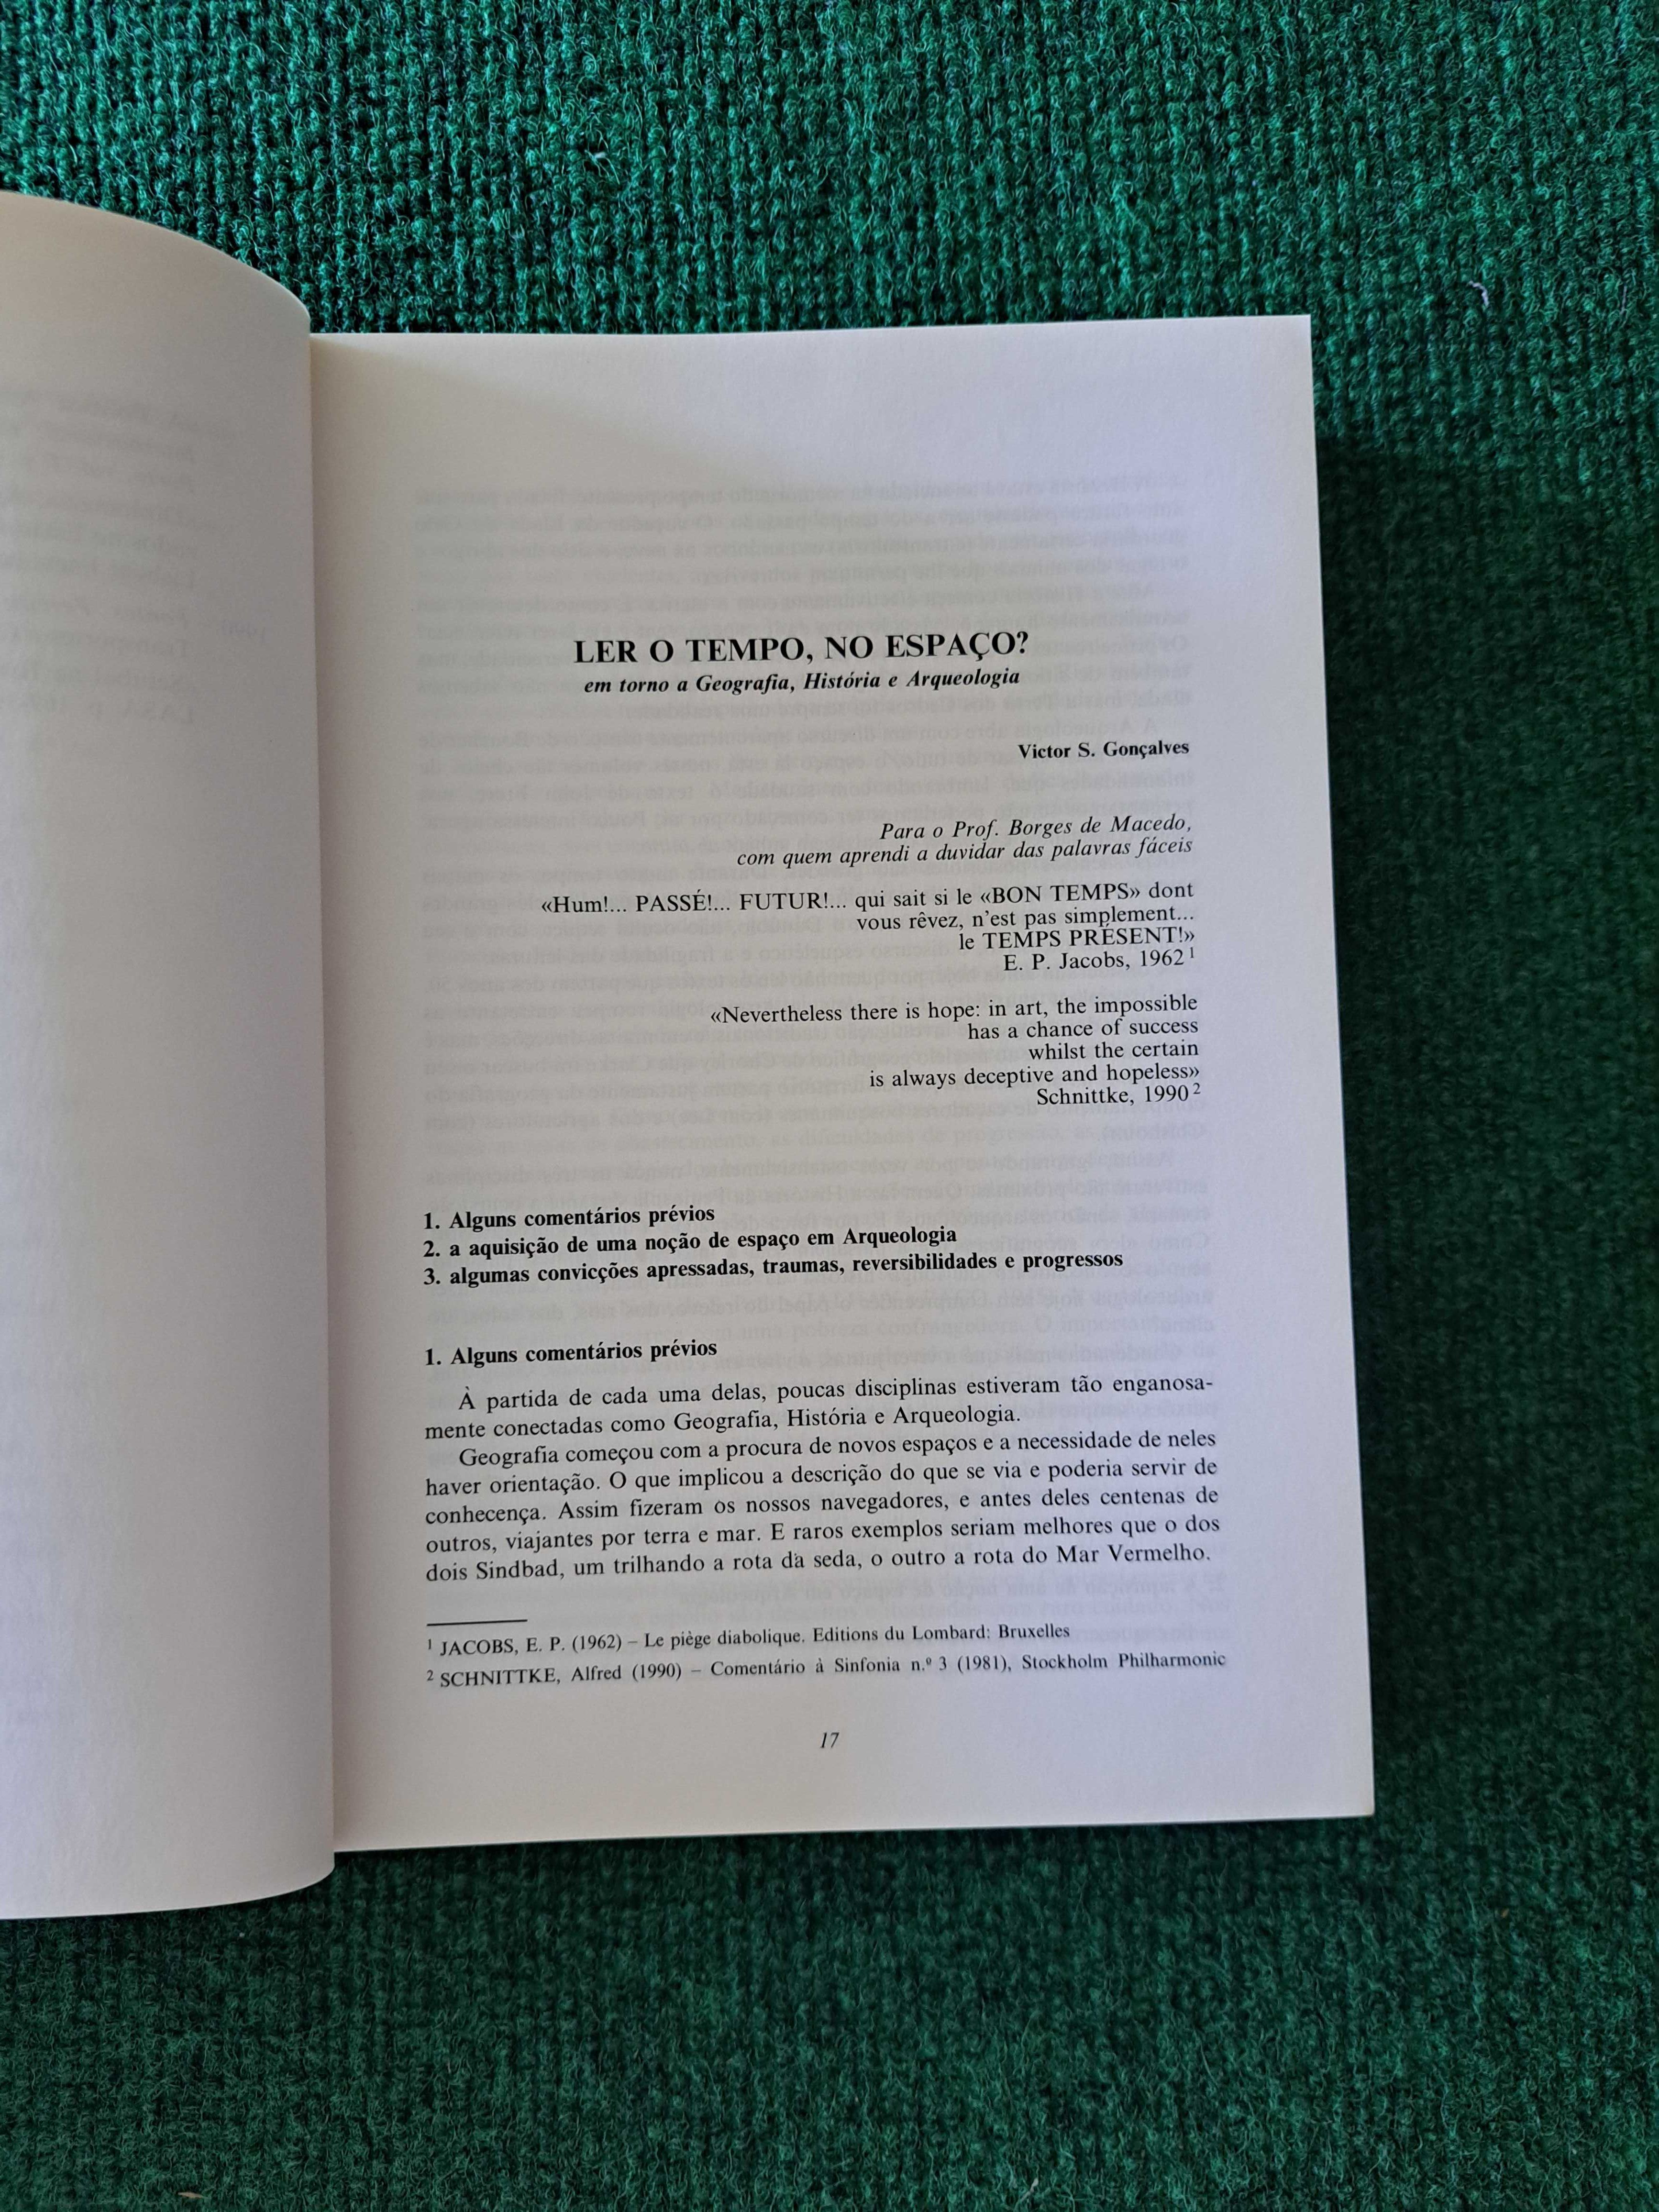 LER O TEMPO, NO ESPAÇO?
em torno a Geografia, História e Arqueologia
Victor S. Gonçalves
Para o Prof. Borges de Macedo,
com quem aprendi a duvidar das palavras fáceis
«Hum!... PASSÉ!... FUTUR!... qui sait si le «BON TEMPS» dont
vous rêvez, n'est pas simplement...
le TEMPS PRÉSENT!»
E. P. Jacobs, 1962 1
«Nevertheless there is hope: in art, the impossible
has a chance of success
whilst the certain
is always deceptive and hopeless»
Schnittke, 1990 2
1. Alguns comentários prévios
2. a aquisição de uma noção de espaço em Arqueologia
3. algumas convicções apressadas, traumas, reversibilidades e progressos
1. Alguns comentários prévios
À partida de cada uma delas, poucas disciplinas estiveram tão enganosa-
mente conectadas como Geografia, História e Arqueologia.
Geografia começou com a procura de novos espaços e a necessidade de neles
haver orientação. O que implicou a descrição do que se via e poderia servir de
conhecença. Assim fizeram os nossos navegadores, e antes deles centenas de
outros, viajantes por terra e mar. E raros exemplos seriam melhores que o dos
dois Sindbad, um trilhando a rota da seda, o outro a rota do Mar Vermelho.
1 JACOBS, E. P. (1962) – Le piège diabolique. Editions du Lombard: Bruxelles
2 SCHNITTKE, Alfred (1990) – Comentário à Sinfonia n.º 3 (1981), Stockholm Philharmonic
17